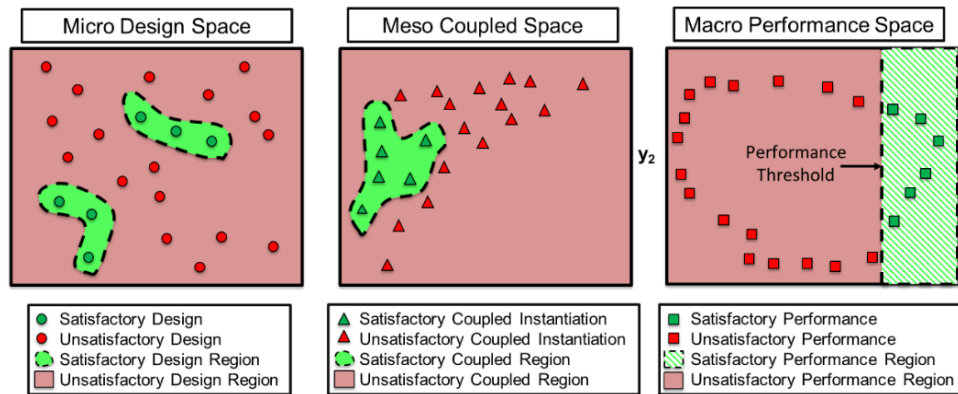 Micro Design Space
Meso Coupled Space
Macro Performance Space
y₂
Performance
Threshold
Satisfactory Design
Unsatisfactory Design
Satisfactory Design Region
Unsatisfactory Design Region
Satisfactory Coupled Instantiation
Unsatisfactory Coupled Instantiation
Satisfactory Coupled Region
Unsatisfactory Coupled Region
Satisfactory Performance
Unsatisfactory Performance
Satisfactory Performance Region
Unsatisfactory Performance Region